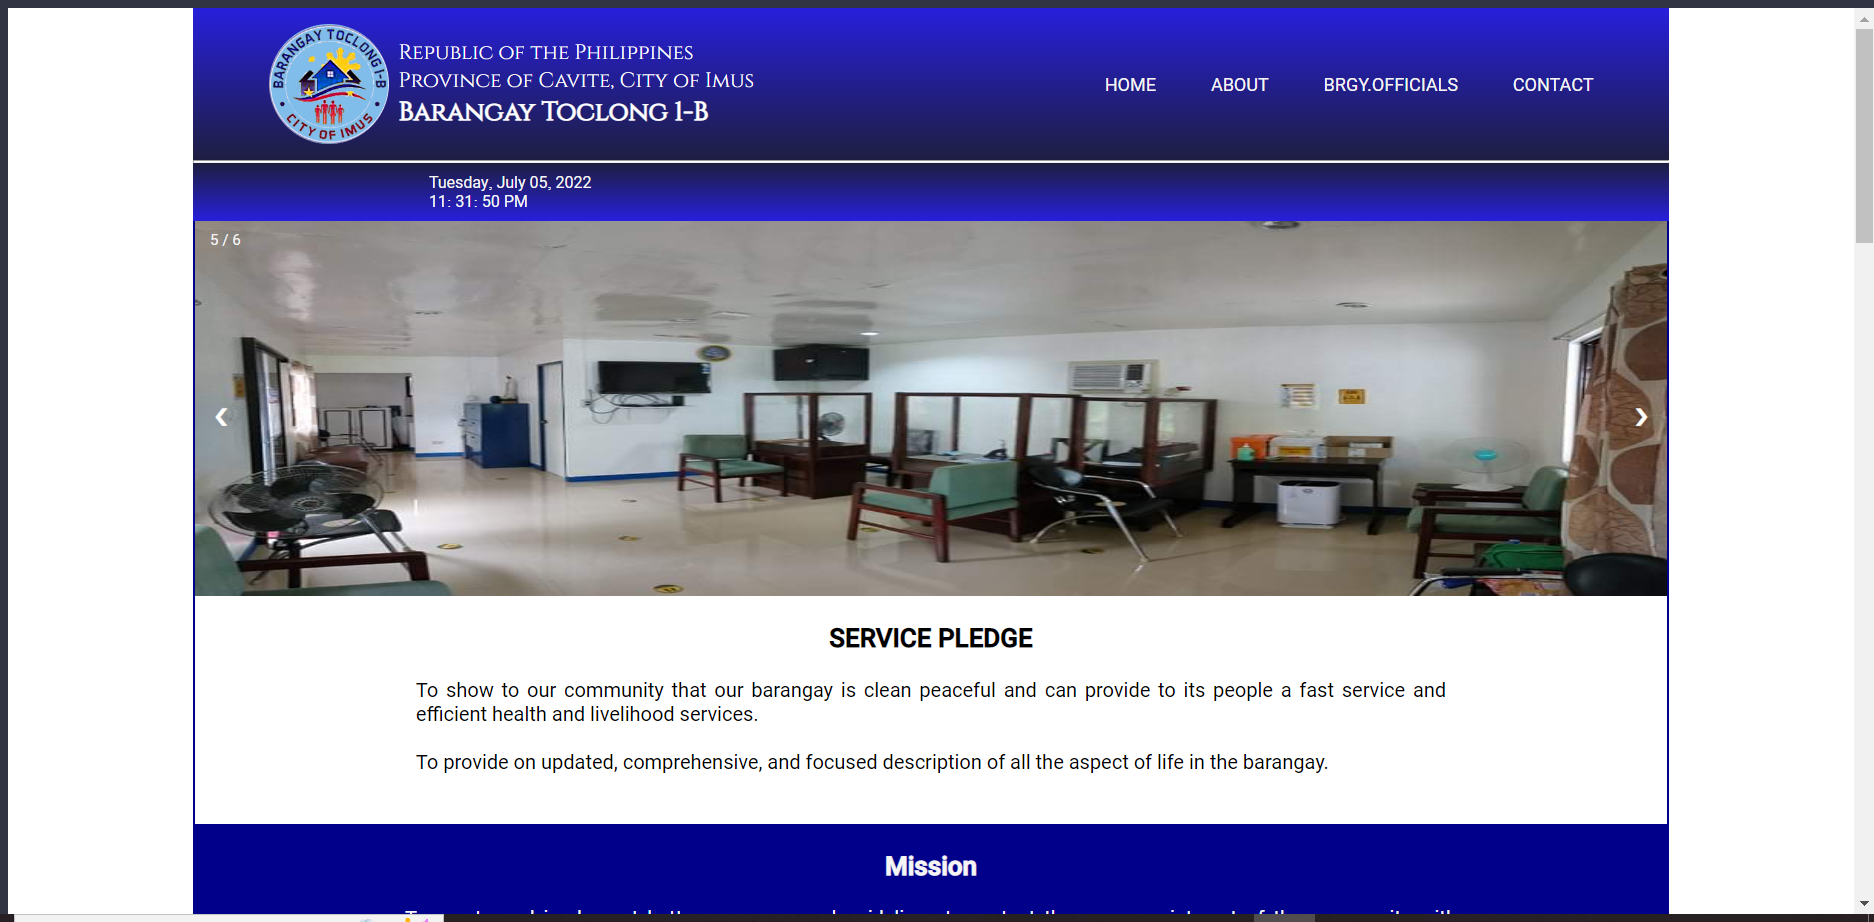 BARANGAY TOCLONG 1-B
CITY OF IMUS
Republic of the Philippines
Province of Cavite, City of Imus
Barangay Toclong 1-B
HOME ABOUT BRGY.OFFICIALS CONTACT
Tuesday, July 05, 2022
11: 31: 50 PM
5 / 6
❮ ❯
SERVICE PLEDGE
To show to our community that our barangay is clean peaceful and can provide to its people a fast service and
efficient health and livelihood services.
To provide on updated, comprehensive, and focused description of all the aspect of life in the barangay.
Mission